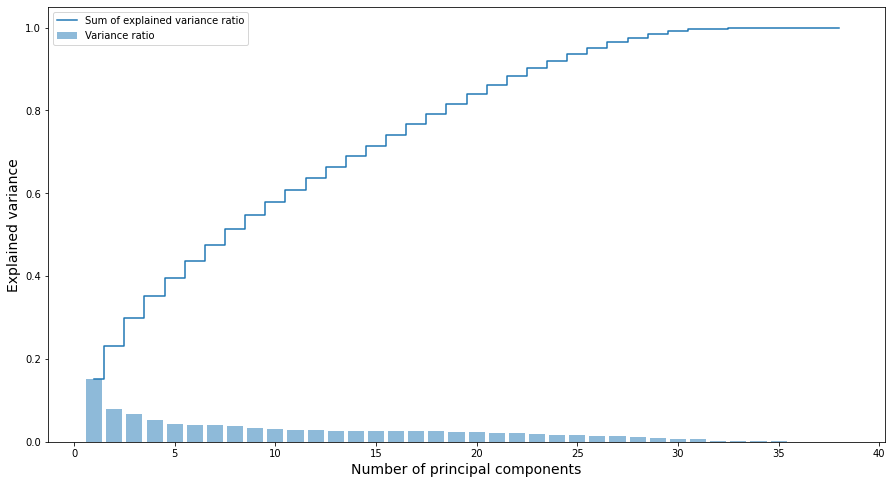 Sum of explained variance ratio
Variance ratio
Explained variance
1.0
0.8
0.6
0.4
0.2
0.0
0 5 10 15 20 25 30 35 40
Number of principal components